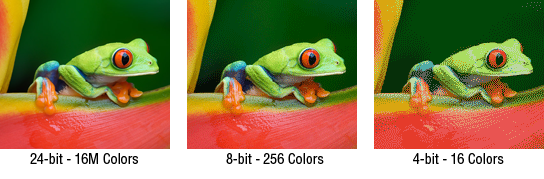 24-bit - 16M Colors
8-bit - 256 Colors
4-bit - 16 Colors